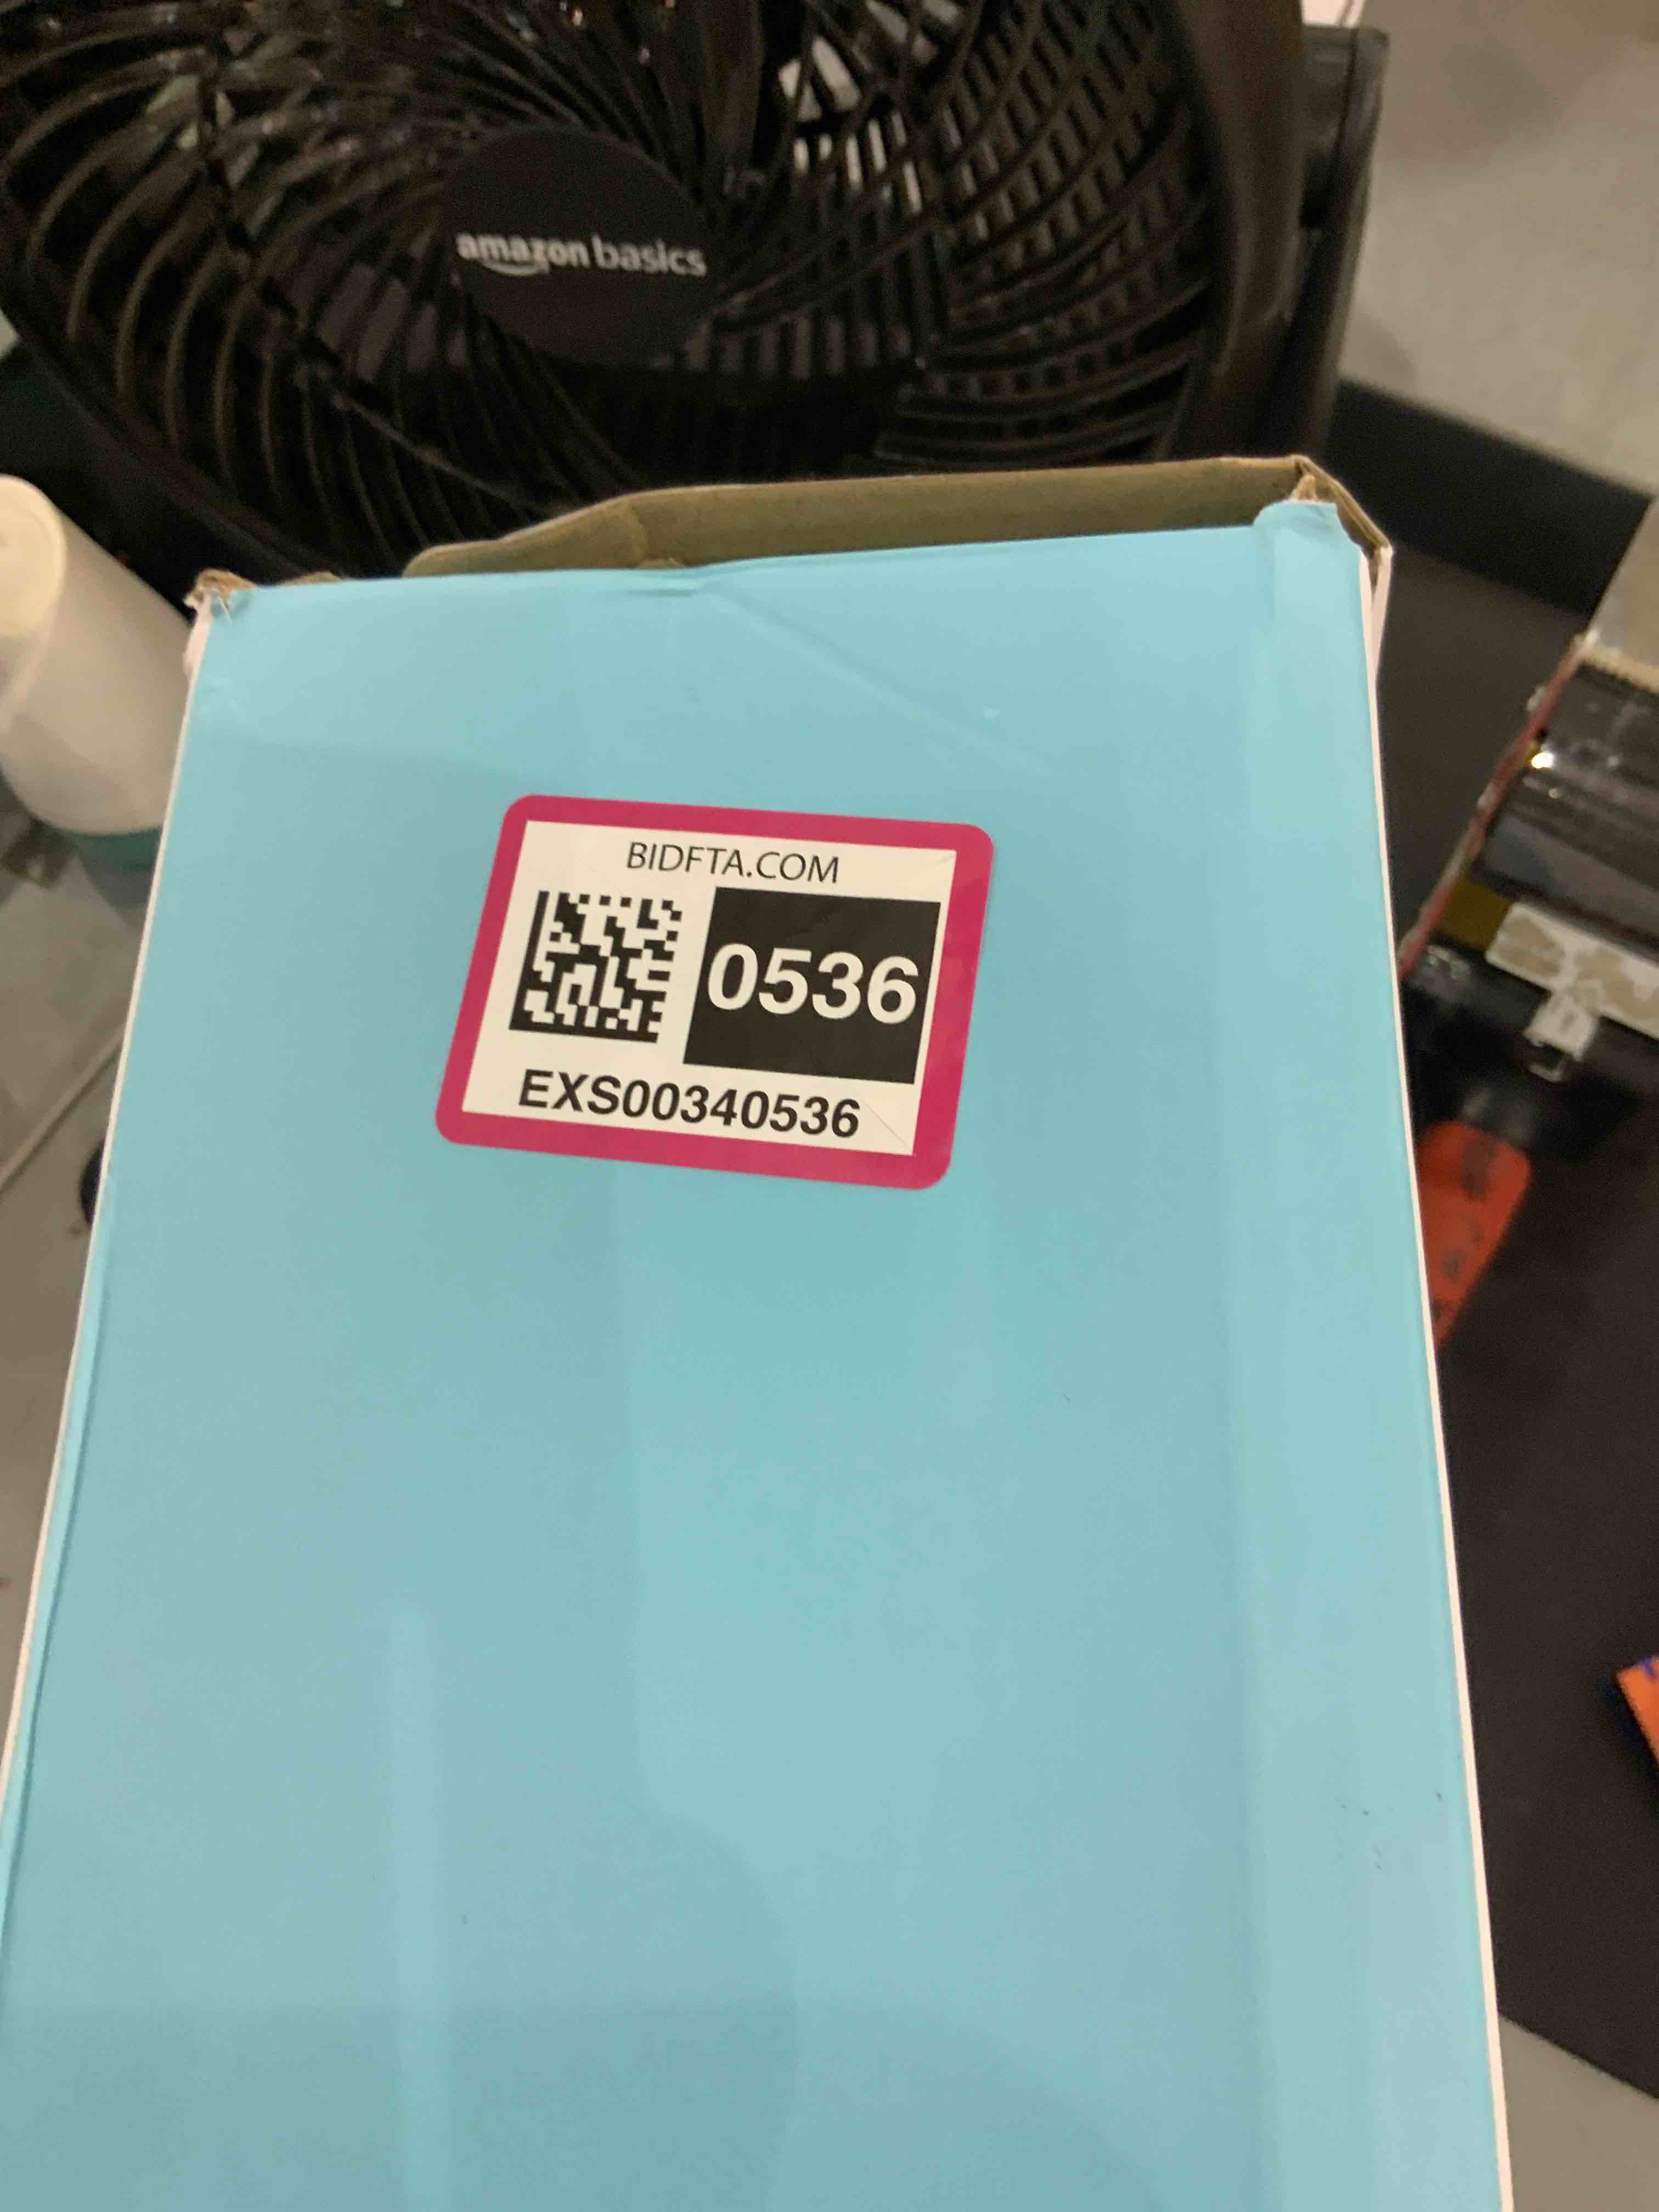 amazon basics
BIDFTA.COM
0536
EXS00340536